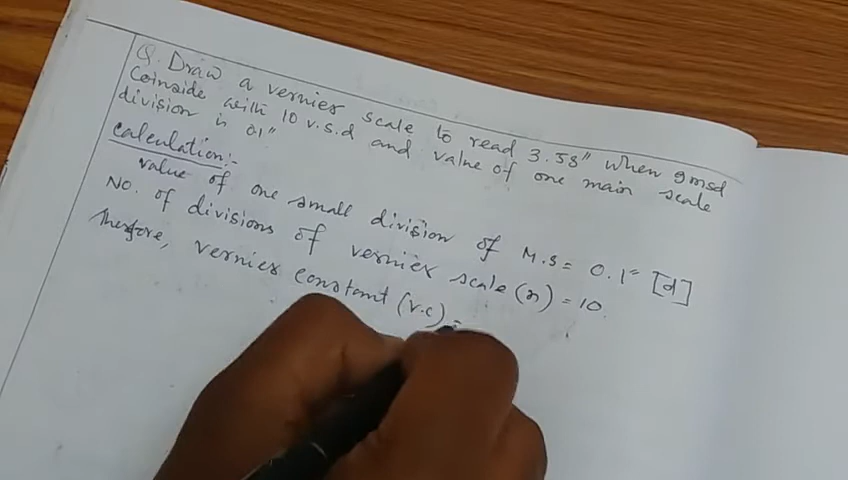 Q. Draw a vernier scale to read 3.58" when 9 msd
Coinside with 10 v.s.d and value of one main scale
division is 01"
Calculation:-
value of one small division of M.S = 0.1" [d]
No. of divisions of vernier scale (n) = 10.
therefore, vernier constant (v.c) =